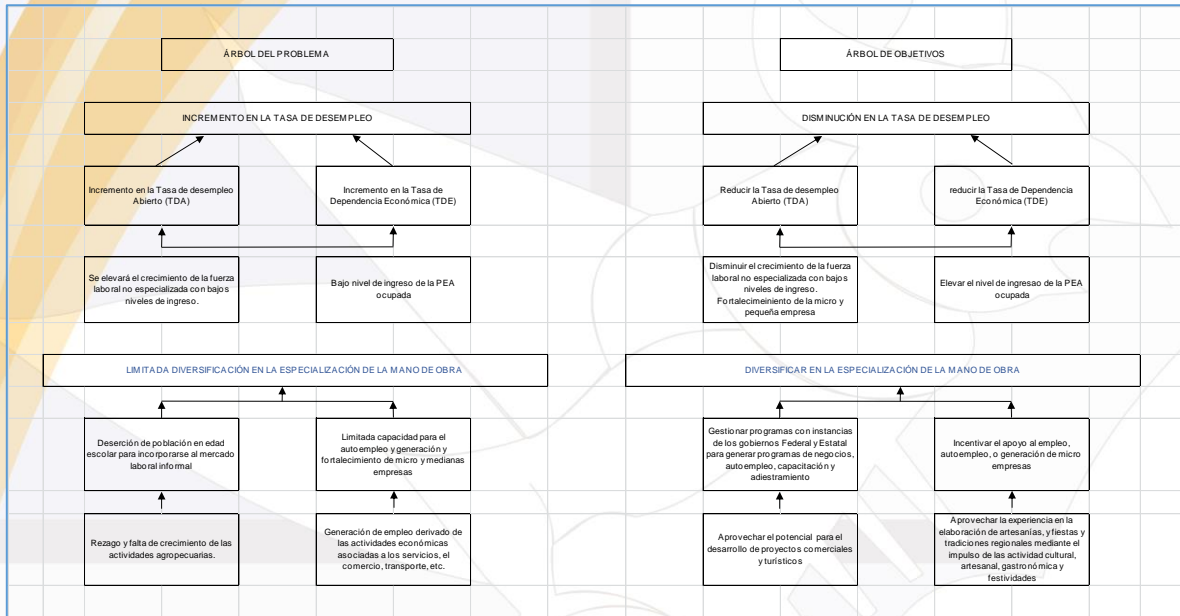 ÁRBOL DEL PROBLEMA
INCREMENTO EN LA TASA DE DESEMPLEO
Incremento en la Tasa de desempleo
Abierto (TDA)
Incremento en la Tasa de
Dependencia Económica (TDE)
Se elevará el crecimiento de la fuerza
laboral no especializada con bajos
niveles de ingreso.
Bajo nivel de ingreso de la PEA
ocupada
LIMITADA DIVERSIFICACIÓN EN LA ESPECIALIZACIÓN DE LA MANO DE OBRA
Deserción de población en edad
escolar para incorporarse al mercado
laboral informal
Limitada capacidad para el
autoempleo y generación y
fortalecimiento de micro y medianas
empresas
Rezago y falta de crecimiento de las
actividades agropecuarias.
Generación de empleo derivado de
las actividades económicas
asociadas a los servicios, el
comercio, transporte, etc.
ÁRBOL DE OBJETIVOS
DISMINUCIÓN EN LA TASA DE DESEMPLEO
Reducir la Tasa de desempleo
Abierto (TDA)
reducir la Tasa de Dependencia
Económica (TDE)
Disminuir el crecimiento de la fuerza
laboral no especializada con bajos
niveles de ingreso.
Fortalecimeiniento de la micro y
pequeña empresa
Elevar el nivel de ingresao de la PEA
ocupada
DIVERSIFICAR EN LA ESPECIALIZACIÓN DE LA MANO DE OBRA
Gestionar programas con instancias
de los gobiernos Federal y Estatal
para generar programas de negocios,
autoempleo, capacitación y
adiestramiento
Incentivar el apoyo al empleo,
autoempleo, o generación de micro
empresas
Aprovechar el potencial para el
desarrollo de proyectos comerciales
y turísticos
Aprovechar la experiencia en la
elaboración de artesanías, y fiestas y
tradiciones regionales mediante el
impulso de las actividad cultural,
artesanal, gastronómica y
festividades